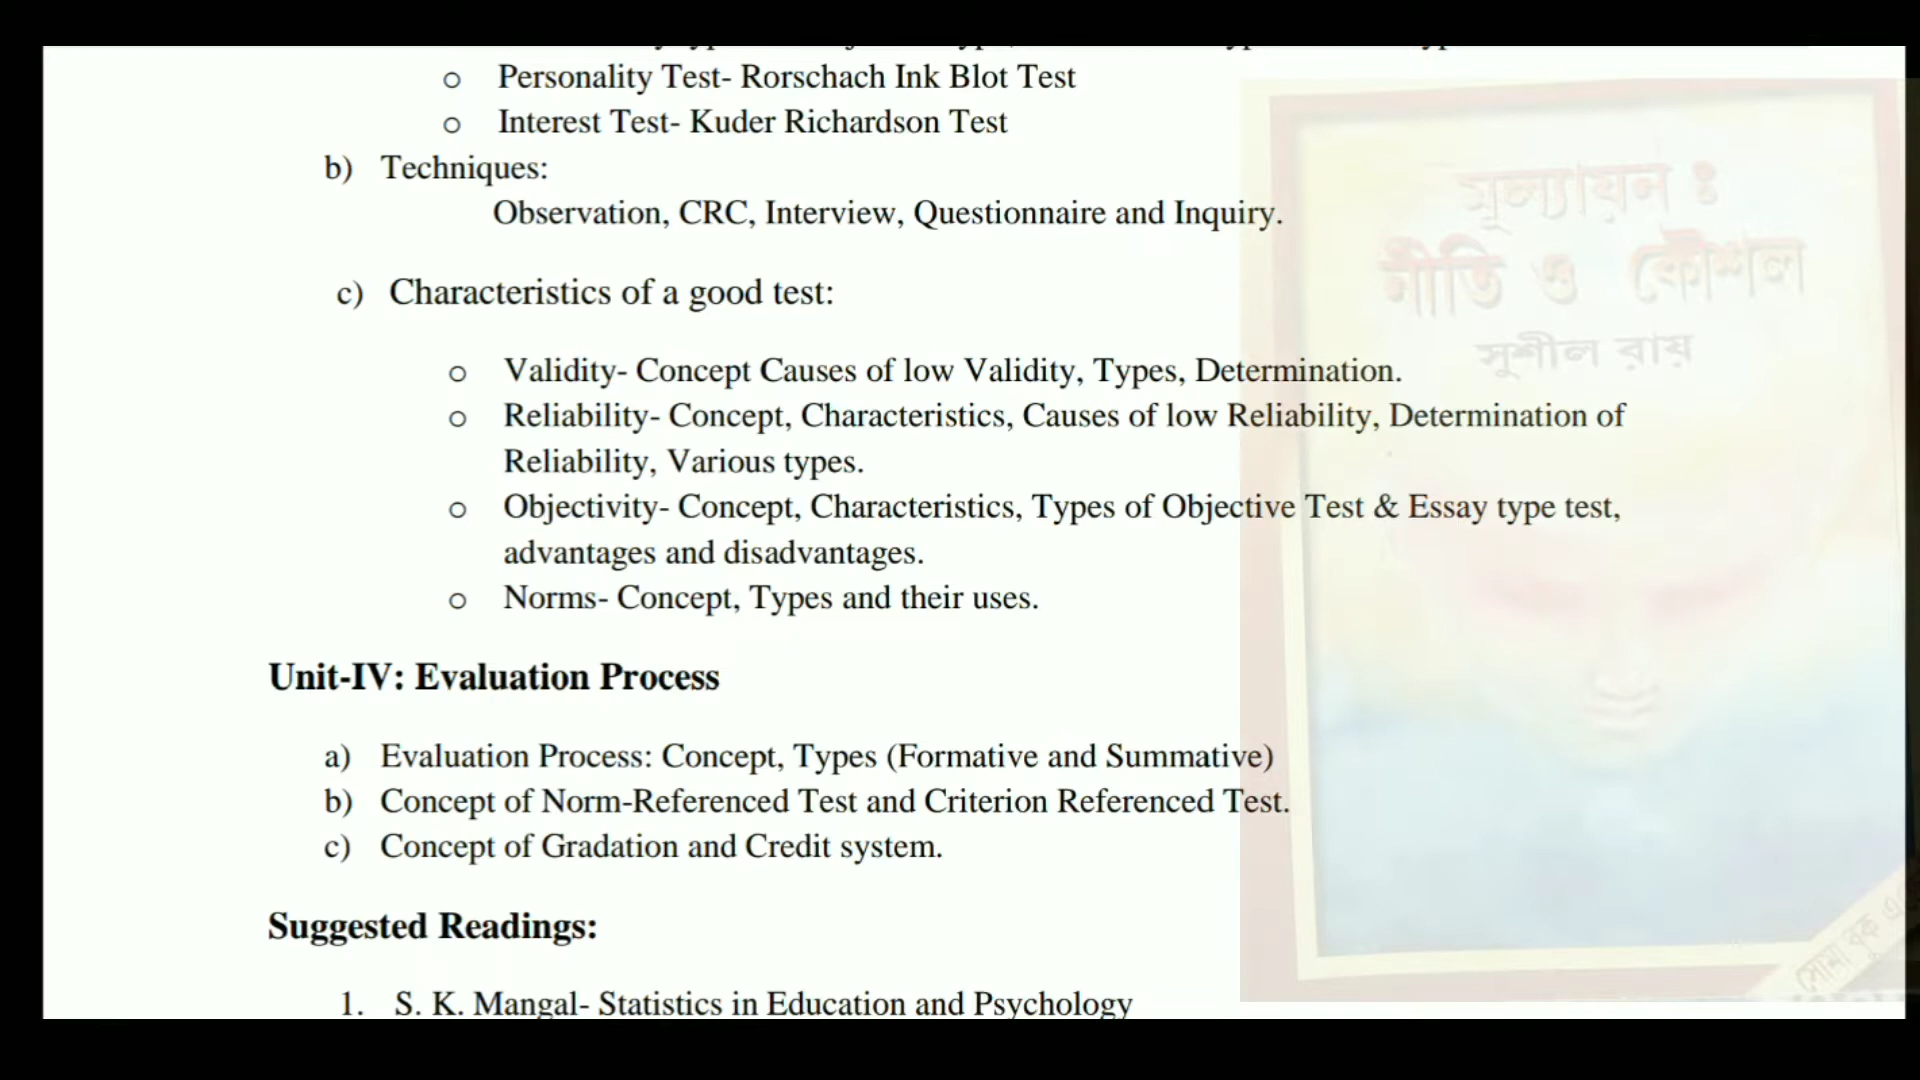 o Personality Test- Rorschach Ink Blot Test
o Interest Test- Kuder Richardson Test
b) Techniques:
Observation, CRC, Interview, Questionnaire and Inquiry.
c) Characteristics of a good test:
o Validity- Concept Causes of low Validity, Types, Determination.
o Reliability- Concept, Characteristics, Causes of low Reliability, Determination of
Reliability, Various types.
o Objectivity- Concept, Characteristics, Types of Objective Test & Essay type test,
advantages and disadvantages.
o Norms- Concept, Types and their uses.
Unit-IV: Evaluation Process
a) Evaluation Process: Concept, Types (Formative and Summative)
b) Concept of Norm-Referenced Test and Criterion Referenced Test.
c) Concept of Gradation and Credit system.
Suggested Readings:
1. S. K. Mangal- Statistics in Education and Psychology
মূল্যায়ন ঃ
নীতি ও কৌশল
সুশীল রায়
সোমা বুক